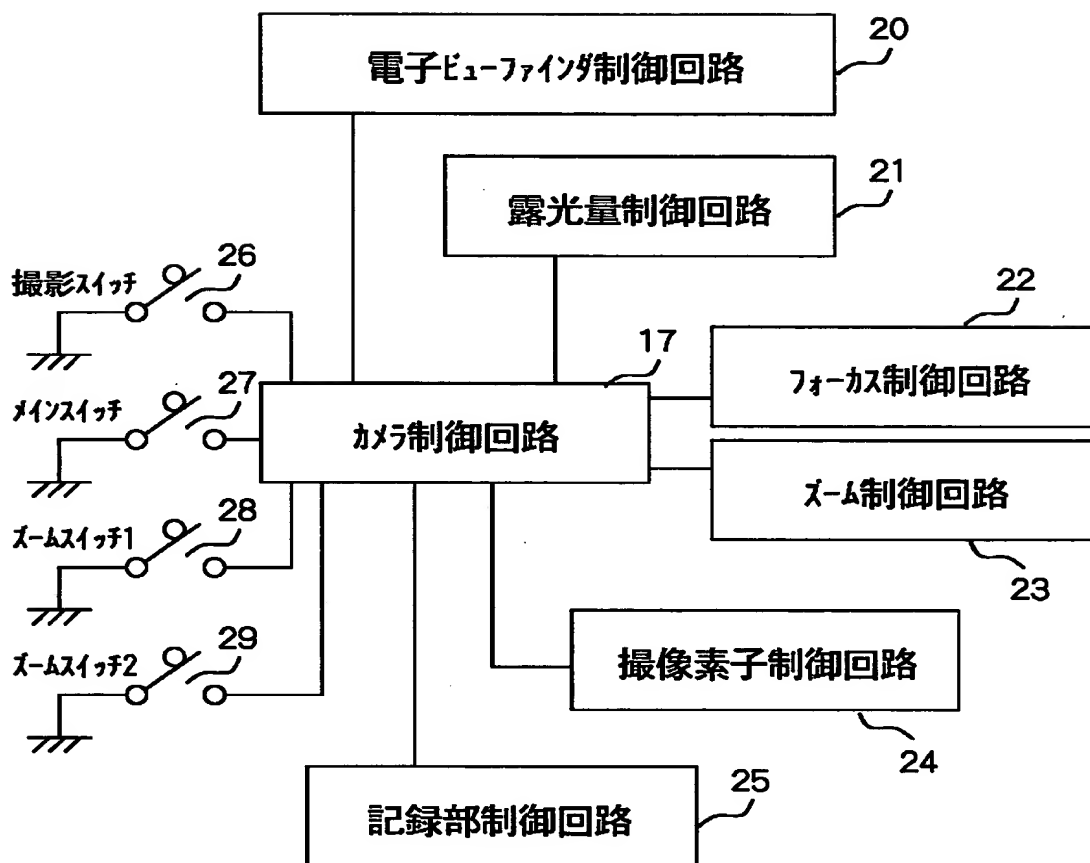 20
電子ﾋﾞｭｰﾌｧｲﾝﾀﾞ制御回路
21
露光量制御回路
撮影ｽｲｯﾁ
26
22
ﾌｫｰｶｽ制御回路
17
ﾒｲﾝｽｲｯﾁ
27
ｶﾒﾗ制御回路
ｽﾞｰﾑｽｲｯﾁ1
28
ｽﾞｰﾑ制御回路
23
ｽﾞｰﾑｽｲｯﾁ2
29
撮像素子制御回路
24
25
記録部制御回路